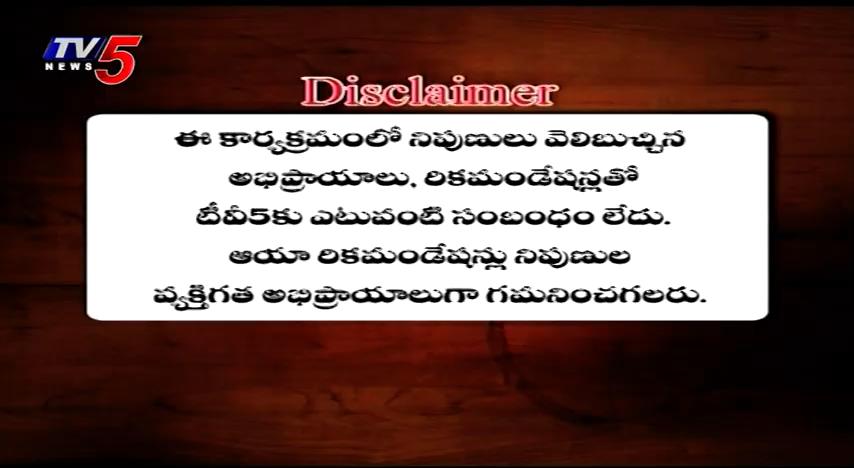 TV5
NEWS
Disclaimer
ఈ కార్యక్రమంలో నిపుణులు వెలిబుచ్చిన
అభిప్రాయాలు, రికమండేషన్లతో
టీవీ5కు ఎటువంటి సంబంధం లేదు.
ఆయా రికమండేషన్లు నిపుణుల
వ్యక్తిగత అభిప్రాయాలుగా గమనించగలరు.